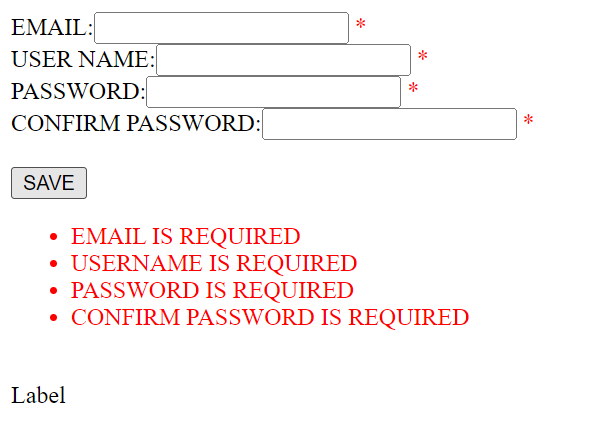 EMAIL: *
USER NAME: *
PASSWORD: *
CONFIRM PASSWORD: *
SAVE
• EMAIL IS REQUIRED
• USERNAME IS REQUIRED
• PASSWORD IS REQUIRED
• CONFIRM PASSWORD IS REQUIRED
Label